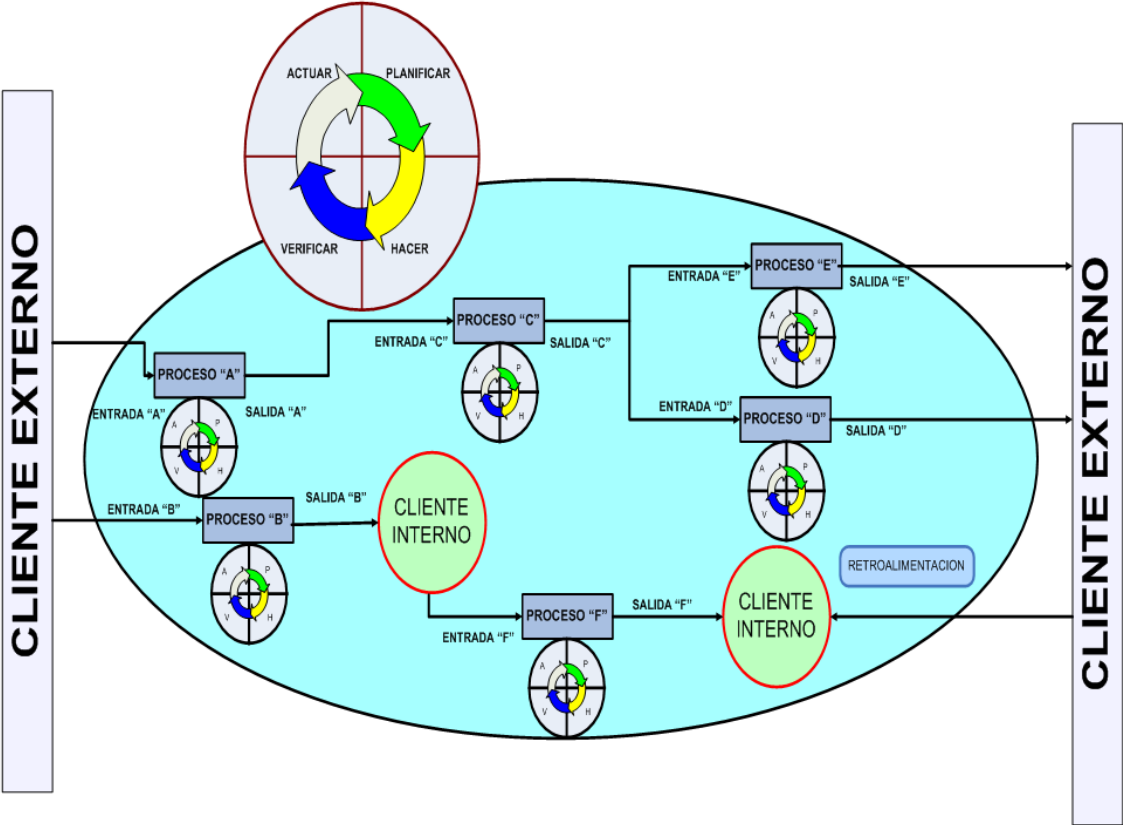 ACTUAR
PLANIFICAR
VERIFICAR
HACER
CLIENTE EXTERNO
CLIENTE EXTERNO
PROCESO “E”
ENTRADA “E”
SALIDA “E”
A
P
V
H
PROCESO “C”
ENTRADA “C”
SALIDA “C”
A
P
V
H
PROCESO “A”
ENTRADA “A”
SALIDA “A”
A
P
V
H
PROCESO “D”
ENTRADA “D”
SALIDA “D”
A
P
V
H
PROCESO “B”
ENTRADA “B”
SALIDA “B”
A
P
V
H
CLIENTE
INTERNO
PROCESO “F”
ENTRADA “F”
SALIDA “F”
A
P
V
H
CLIENTE
INTERNO
RETROALIMENTACION